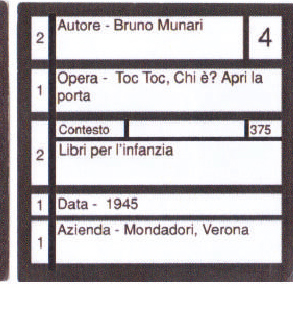 2 Autore - Bruno Munari 4
1 Opera - Toc Toc, Chi è? Apri la
porta
Contesto 375
2 Libri per l'infanzia
1 Data - 1945
1 Azienda - Mondadori, Verona